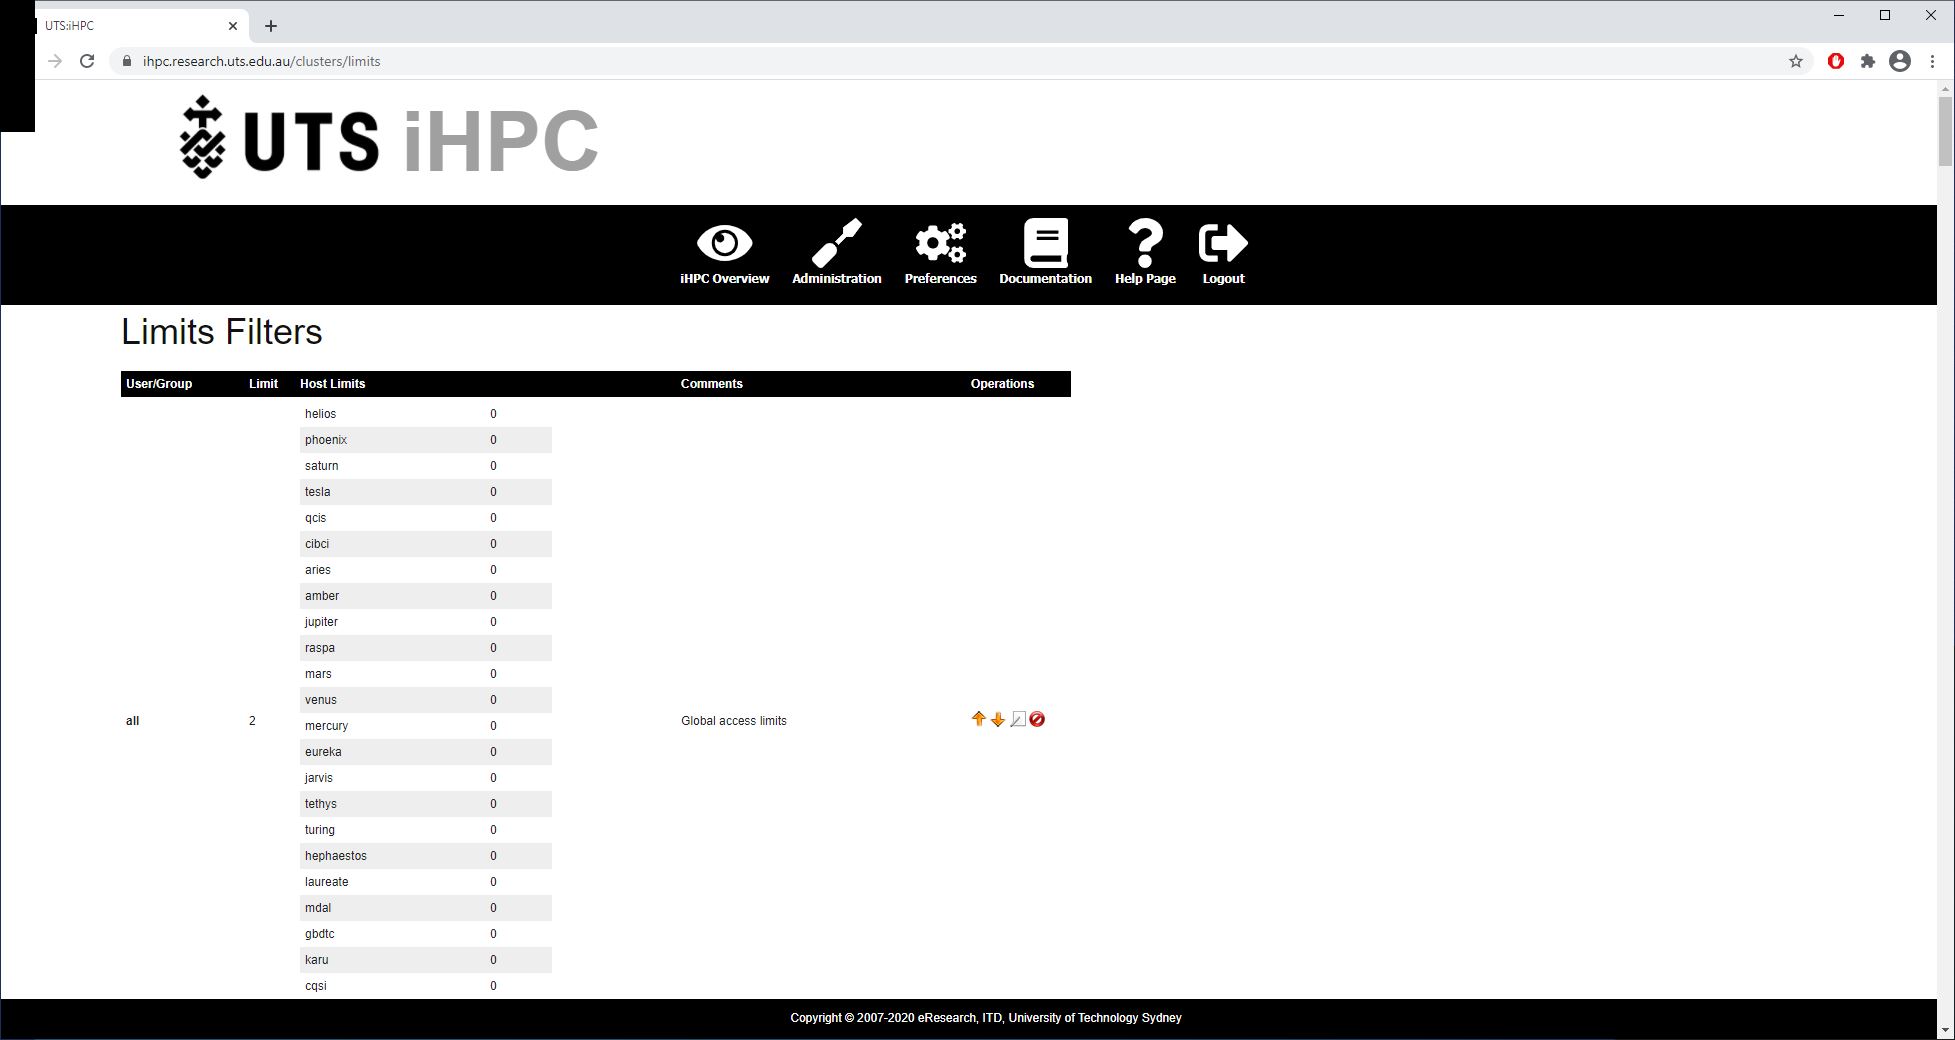 UTS:iHPC
ihpc.research.uts.edu.au/clusters/limits
UTS iHPC
iHPC Overview Administration Preferences Documentation Help Page Logout
Limits Filters
User/Group Limit Host Limits Comments Operations
helios 0
phoenix 0
saturn 0
tesla 0
qcis 0
cibci 0
aries 0
amber 0
jupiter 0
raspa 0
mars 0
venus 0
all 2 mercury 0 Global access limits
eureka 0
jarvis 0
tethys 0
turing 0
hephaestos 0
laureate 0
mdal 0
gbdtc 0
karu 0
cqsi 0
Copyright © 2007-2020 eResearch, ITD, University of Technology Sydney